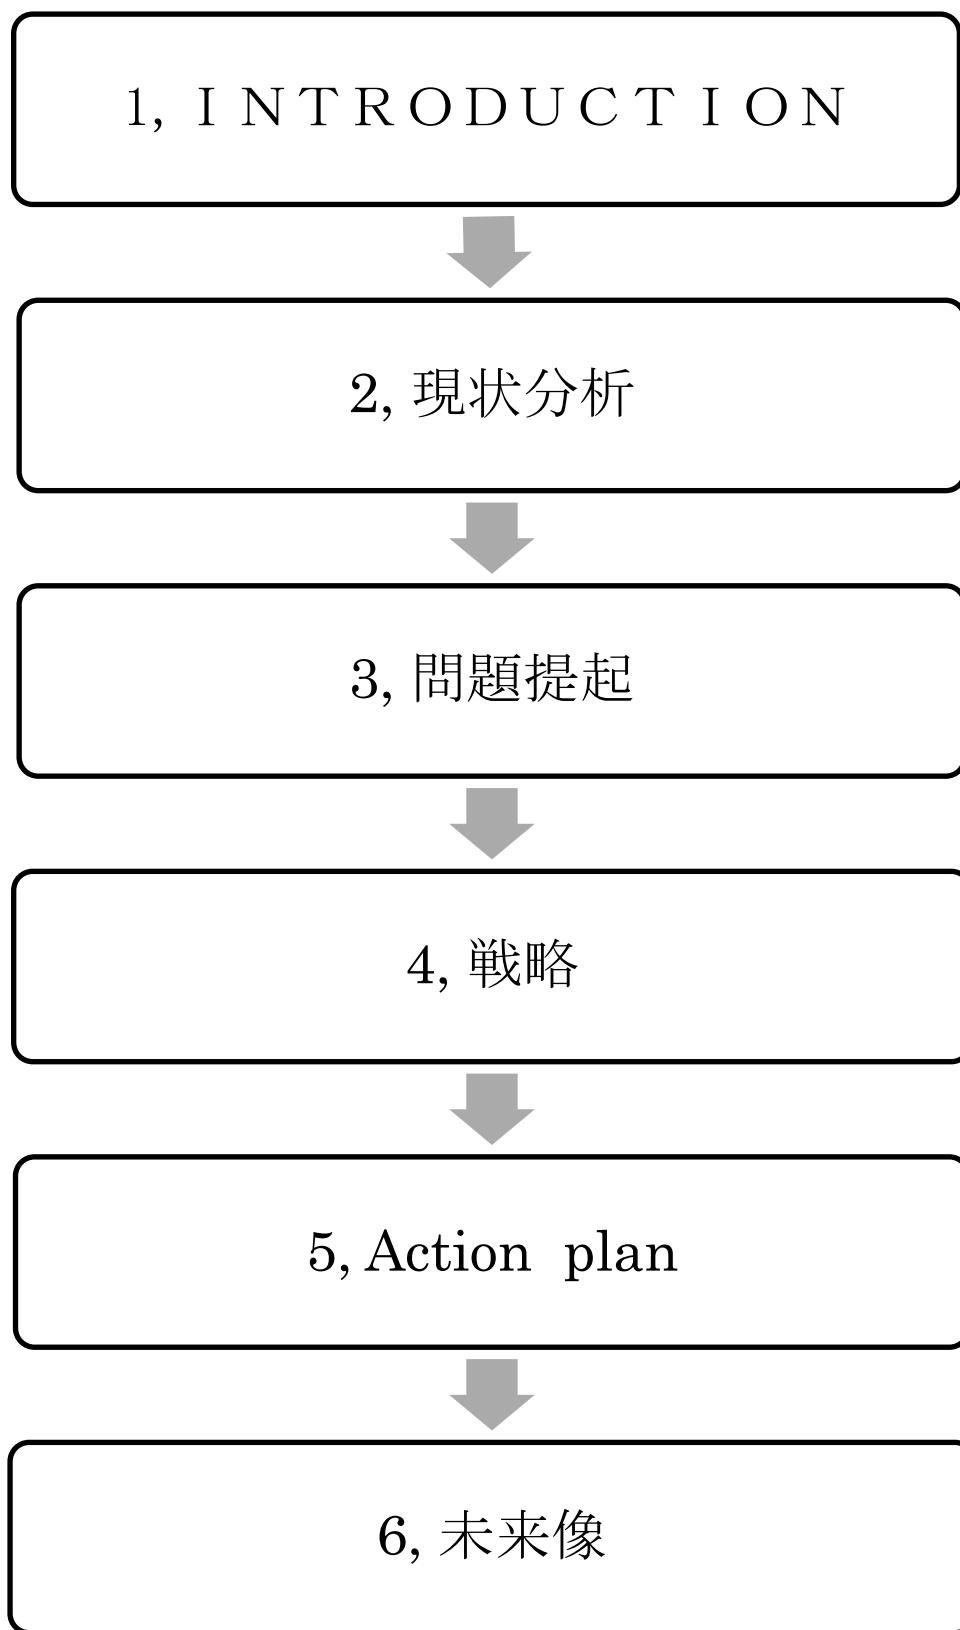 1, ＩＮＴＲＯＤＵＣＴＩＯＮ
2, 現状分析
3, 問題提起
4, 戦略
5, Action plan
6, 未来像